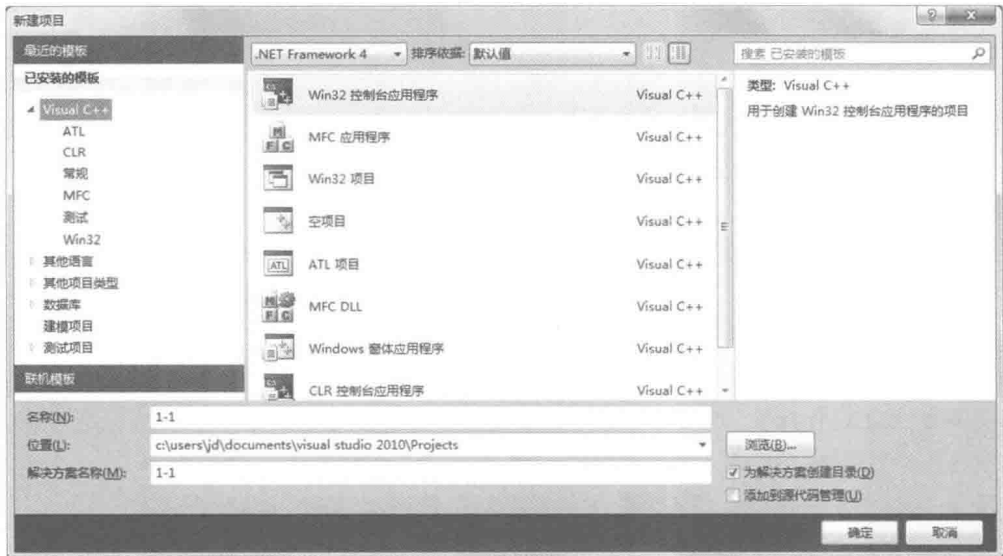 新建项目
最近的模板
.NET Framework 4
排序依据: 默认值
搜索 已安装的模板
已安装的模板
Visual C++
ATL
CLR
常规
MFC
测试
Win32
其他语言
其他项目类型
数据库
建模项目
测试项目
联机模板
Win32 控制台应用程序 Visual C++
MFC 应用程序 Visual C++
Win32 项目 Visual C++
空项目 Visual C++
ATL 项目 Visual C++
MFC DLL Visual C++
Windows 窗体应用程序 Visual C++
CLR 控制台应用程序 Visual C++
类型: Visual C++
用于创建 Win32 控制台应用程序的项目
名称(N): 1-1
位置(L): c:\users\jd\documents\visual studio 2010\Projects 浏览(B)...
解决方案名称(M): 1-1
为解决方案创建目录(D)
添加到源代码管理(U)
确定 取消